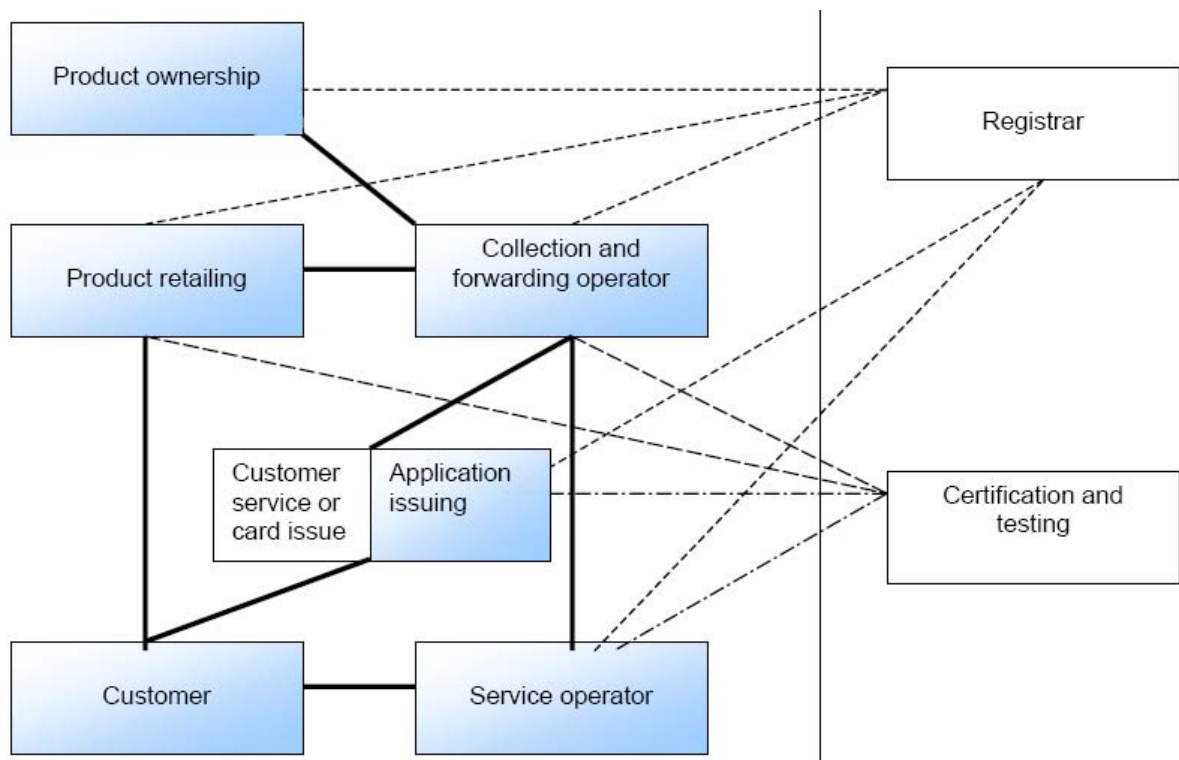 Product ownership
Registrar
Product retailing
Collection and
forwarding operator
Customer
service or
card issue
Application
issuing
Certification and
testing
Customer
Service operator